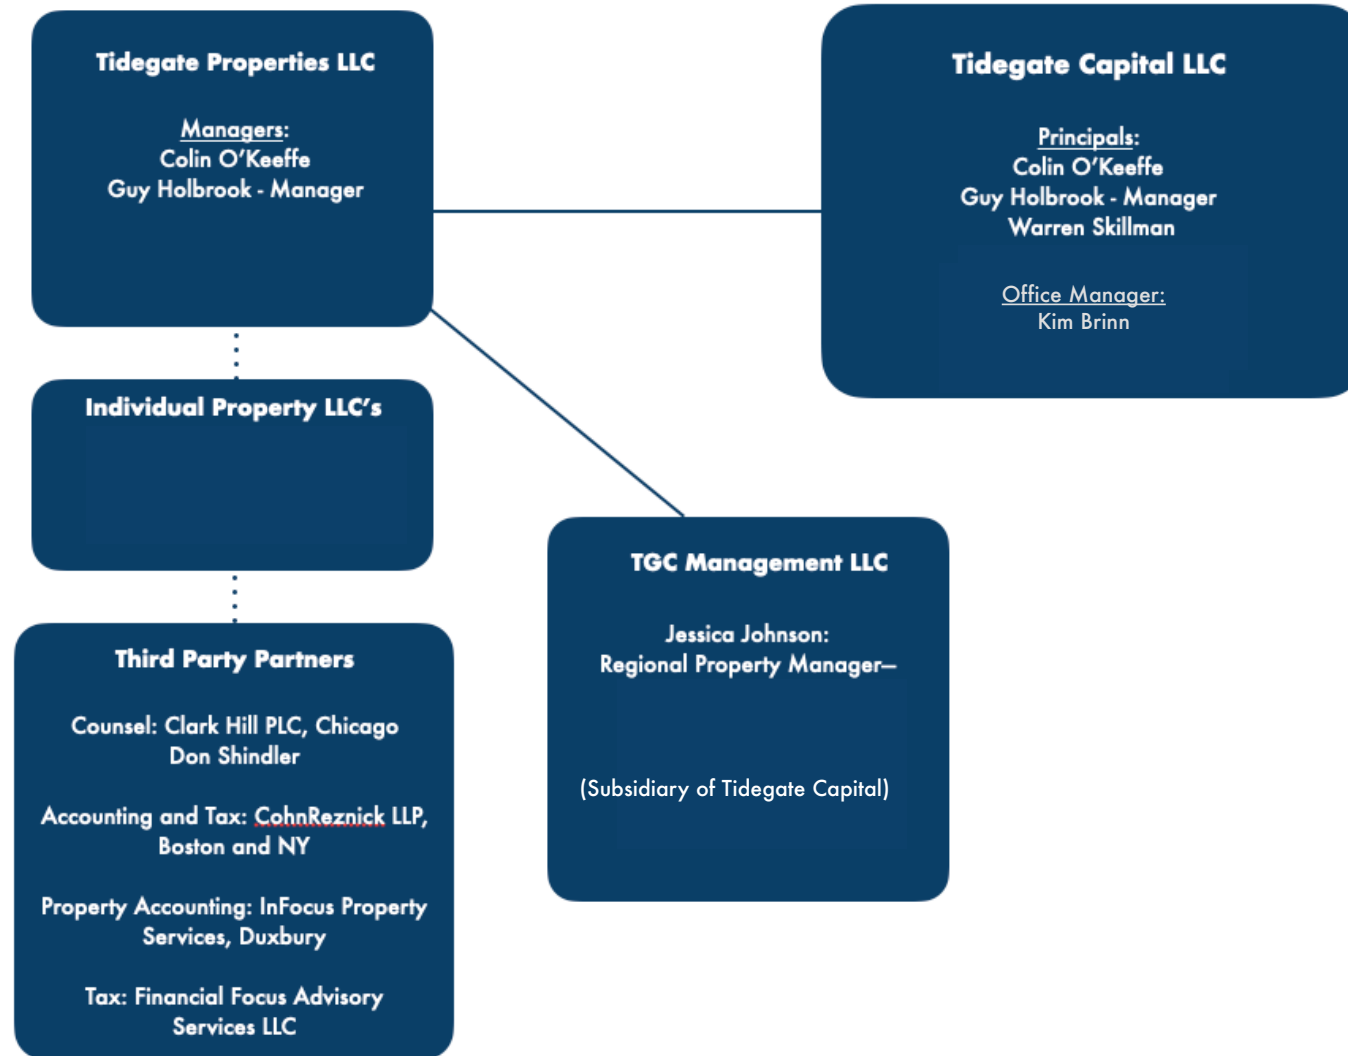 Tidegate Properties LLC
Managers:
Colin O’Keeffe
Guy Holbrook - Manager
Tidegate Capital LLC
Principals:
Colin O’Keeffe
Guy Holbrook - Manager
Warren Skillman
Office Manager:
Kim Brinn
Individual Property LLC’s
TGC Management LLC
Jessica Johnson:
Regional Property Manager—
(Subsidiary of Tidegate Capital)
Third Party Partners
Counsel: Clark Hill PLC, Chicago
Don Shindler
Accounting and Tax: CohnReznick LLP,
Boston and NY
Property Accounting: InFocus Property
Services, Duxbury
Tax: Financial Focus Advisory
Services LLC